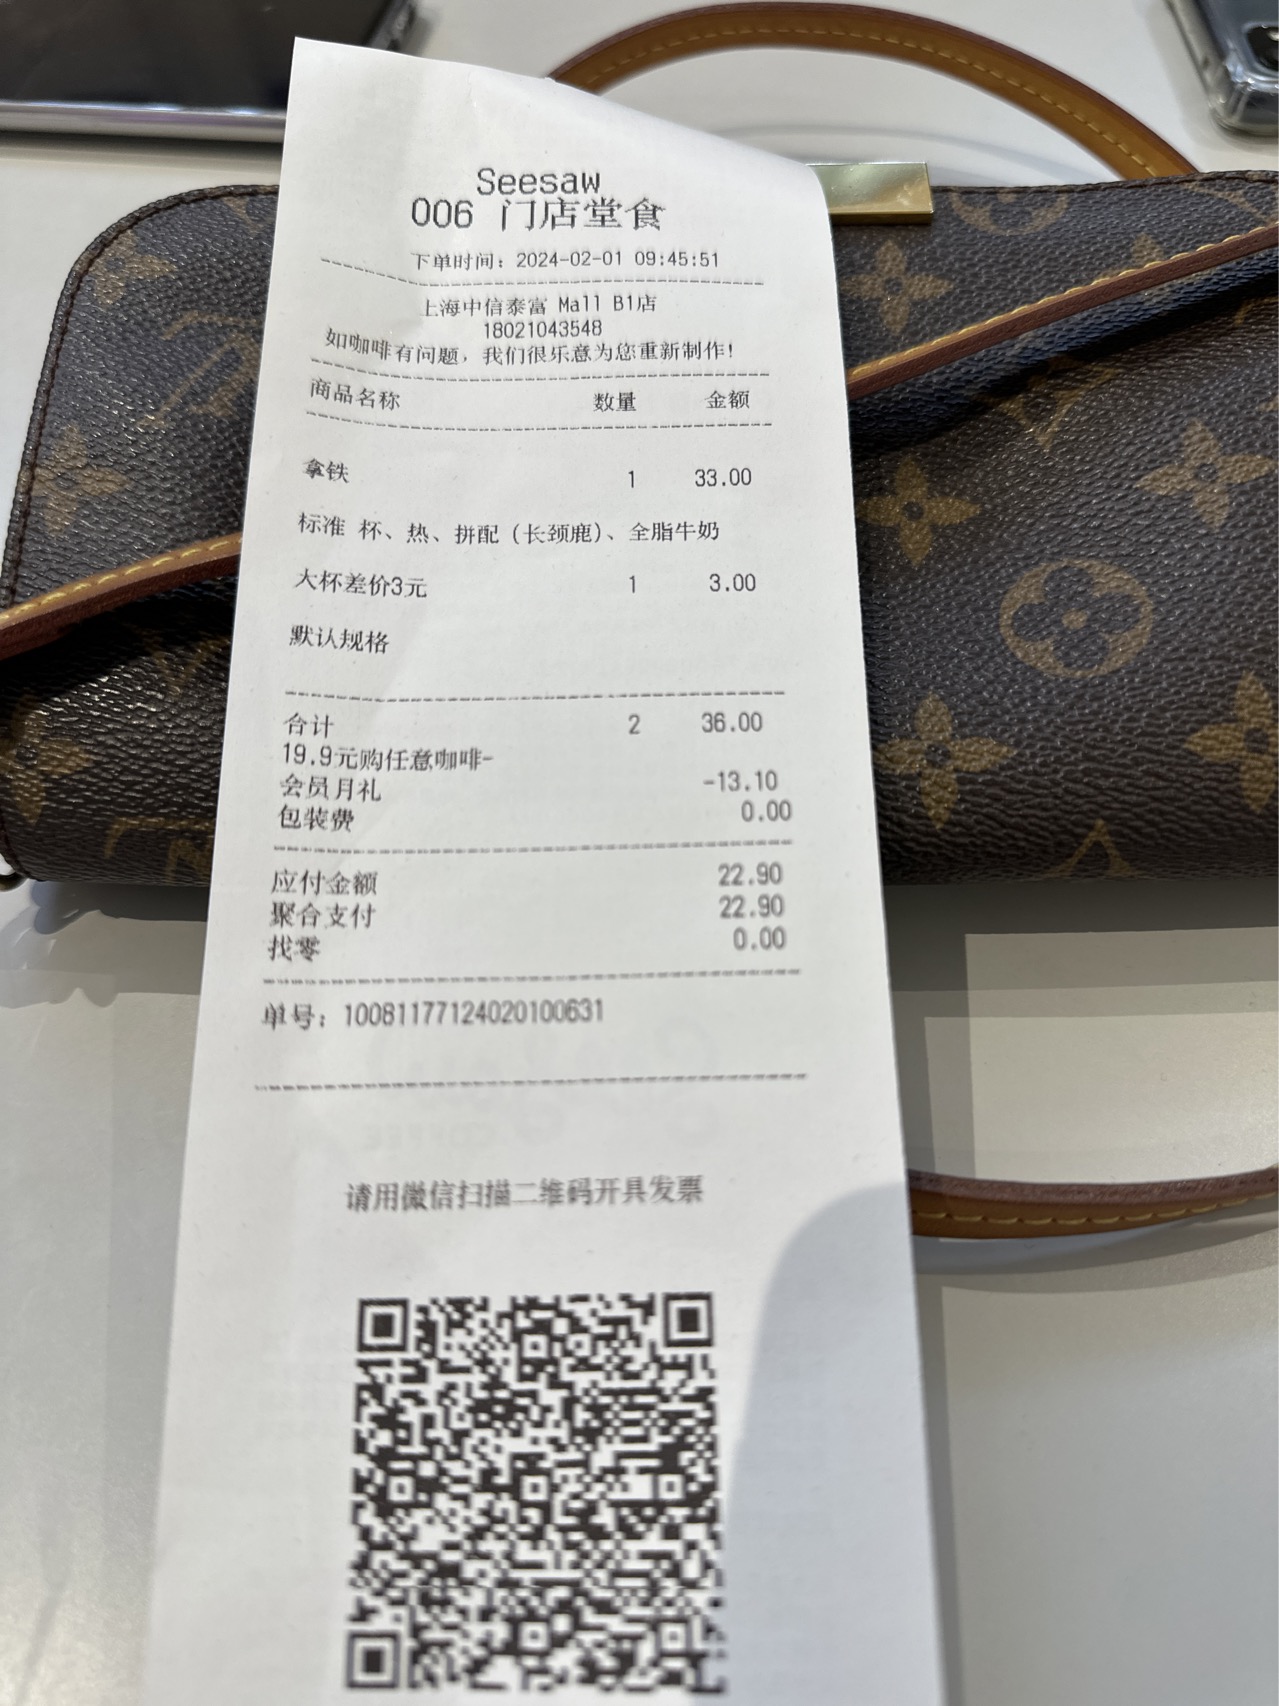 Seesaw
006 门店堂食
下单时间：2024-02-01 09:45:51
上海中信泰富 Mall B1店
18021043548
如咖啡有问题，我们很乐意为您重新制作！
商品名称 数量 金额
拿铁 1 33.00
标准 杯、热、拼配（长颈鹿）、全脂牛奶
大杯差价3元 1 3.00
默认规格
合计 2 36.00
19.9元购任意咖啡-
会员月礼 -13.10
包装费 0.00
应付金额 22.90
聚合支付 22.90
找零 0.00
单号：10081177124020100631
请用微信扫描二维码开具发票